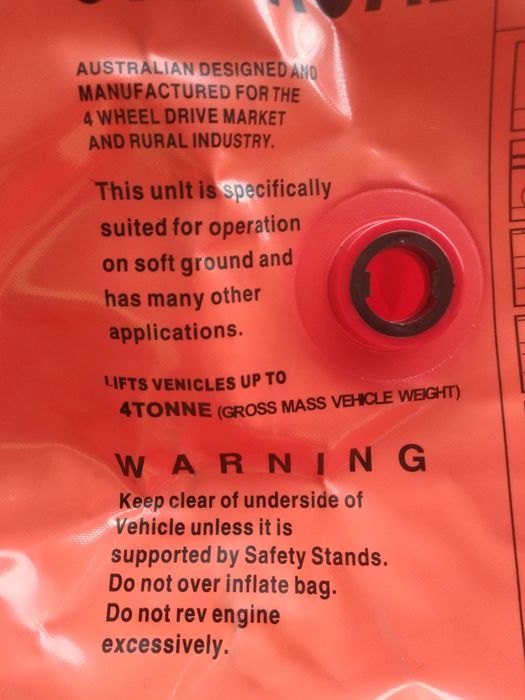 AUSTRALIAN DESIGNED AND
MANUFACTURED FOR THE
4 WHEEL DRIVE MARKET
AND RURAL INDUSTRY.
This unIt is specifically
suited for operation
on soft ground and
has many other
applications.
LIFTS VENICLES UP TO
4TONNE (GROSS MASS VEHICLE WEIGHT)
WARNING
Keep clear of underside of
Vehicle unless it is
supported by Safety Stands.
Do not over inflate bag.
Do not rev engine
excessively.